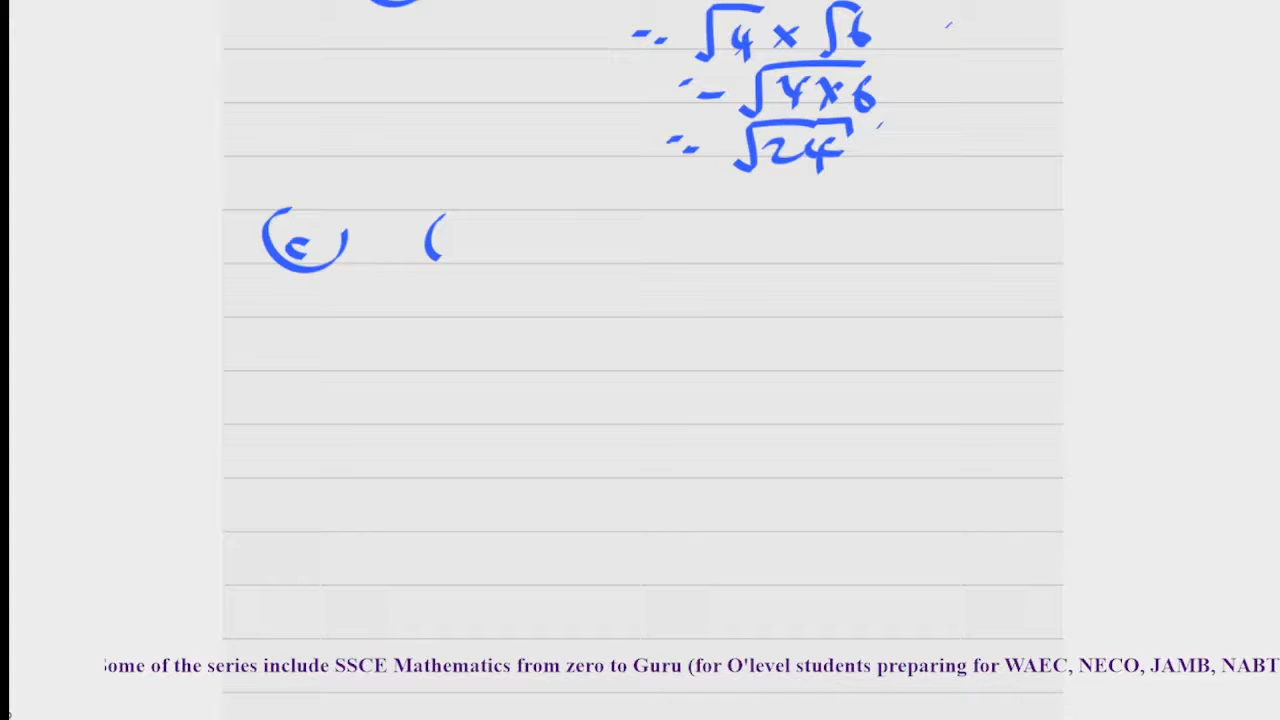 = √4 × √6
= √4×6
= √24
(c) (
Some of the series include SSCE Mathematics from zero to Guru (for O'level students preparing for WAEC, NECO, JAMB, NABT